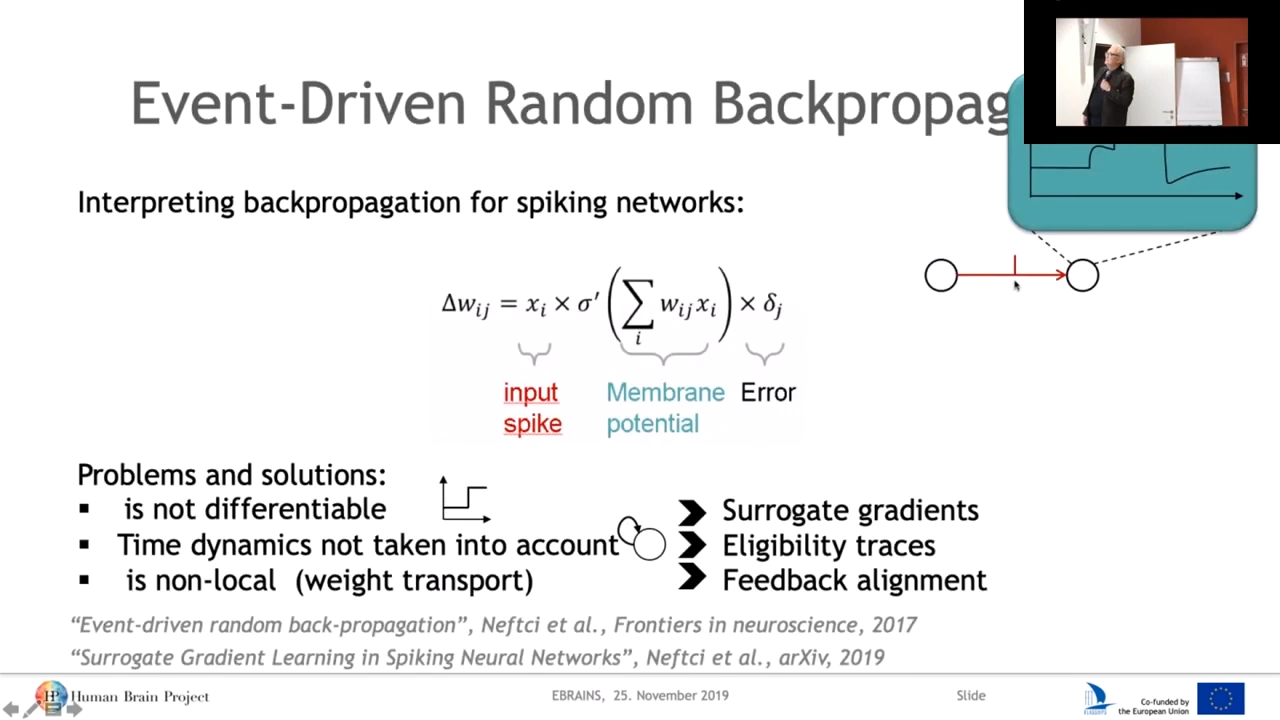 Event-Driven Random Backpropag
Interpreting backpropagation for spiking networks:
Δw_ij = x_i × σ′(∑_i w_ij x_i) × δ_j
input spike
Membrane potential
Error
Problems and solutions:
▪ is not differentiable
▪ Time dynamics not taken into account
▪ is non-local (weight transport)
Surrogate gradients
Eligibility traces
Feedback alignment
“Event-driven random back-propagation”, Neftci et al., Frontiers in neuroscience, 2017
“Surrogate Gradient Learning in Spiking Neural Networks”, Neftci et al., arXiv, 2019
Human Brain Project
EBRAINS, 25. November 2019
Slide
Co-funded by
the European Union